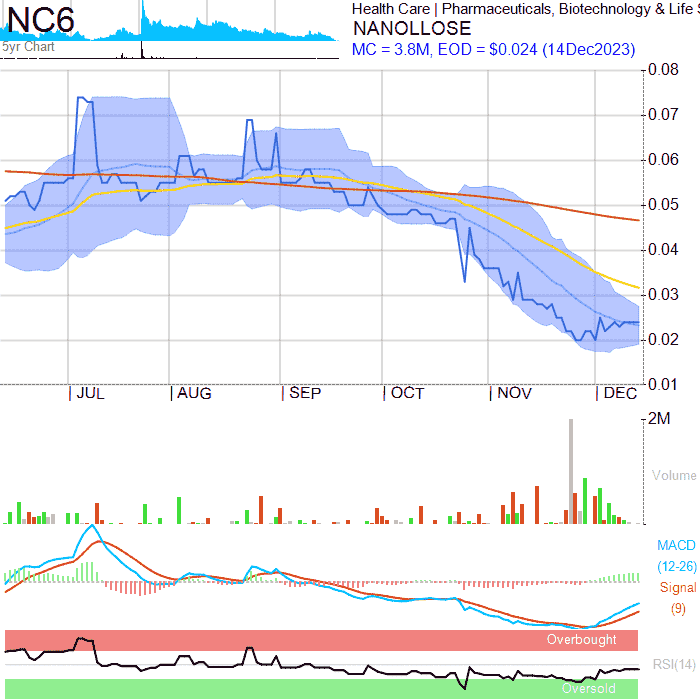 NC6
5yr Chart
Health Care | Pharmaceuticals, Biotechnology & Life S
NANOLLOSE
MC = 3.8M, EOD = $0.024 (14Dec2023)
0.08
0.07
0.06
0.05
0.04
0.03
0.02
0.01
JUL AUG SEP OCT NOV DEC
2M
Volume
MACD
(12-26)
Signal
(9)
Overbought
RSI(14)
Oversold